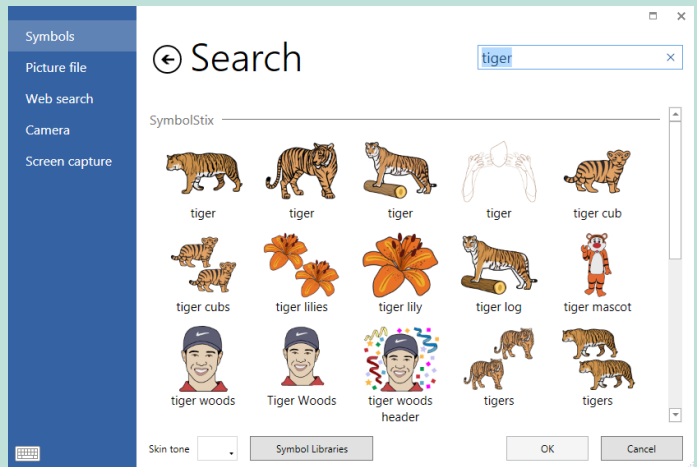 Symbols
Picture file
Web search
Camera
Screen capture
Search
tiger
SymbolStix
tiger
tiger
tiger
tiger
tiger cub
tiger cubs
tiger lilies
tiger lily
tiger log
tiger mascot
tiger woods
Tiger Woods
tiger woods
header
tigers
tigers
Skin tone
Symbol Libraries
OK
Cancel